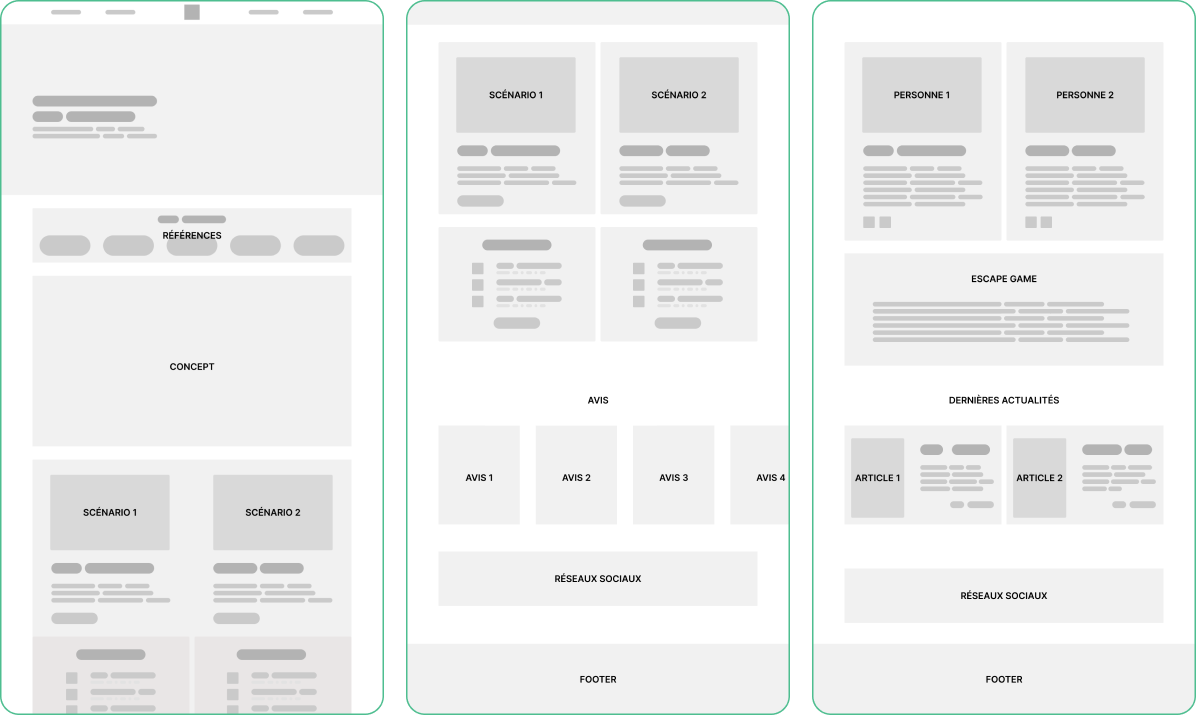 RÉFÉRENCES
CONCEPT
SCÉNARIO 1
SCÉNARIO 2
SCÉNARIO 1
SCÉNARIO 2
AVIS
AVIS 1
AVIS 2
AVIS 3
AVIS 4
RÉSEAUX SOCIAUX
FOOTER
PERSONNE 1
PERSONNE 2
ESCAPE GAME
DERNIÈRES ACTUALITÉS
ARTICLE 1
ARTICLE 2
RÉSEAUX SOCIAUX
FOOTER